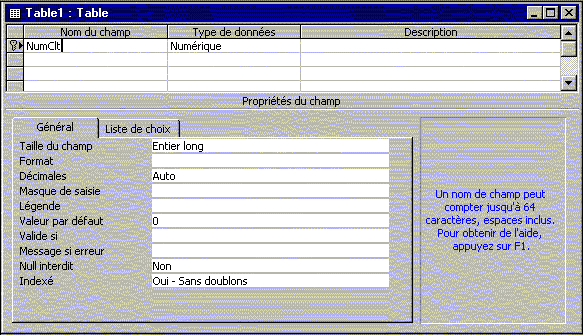 Table1 : Table
Nom du champ Type de données Description
NumClt Numérique
Propriétés du champ
Général Liste de choix
Taille du champ Entier long
Format
Décimales Auto
Masque de saisie
Légende
Valeur par défaut 0
Valide si
Message si erreur
Null interdit Non
Indexé Oui - Sans doublons
Un nom de champ peut
compter jusqu'à 64
caractères, espaces inclus.
Pour obtenir de l'aide,
appuyez sur F1.